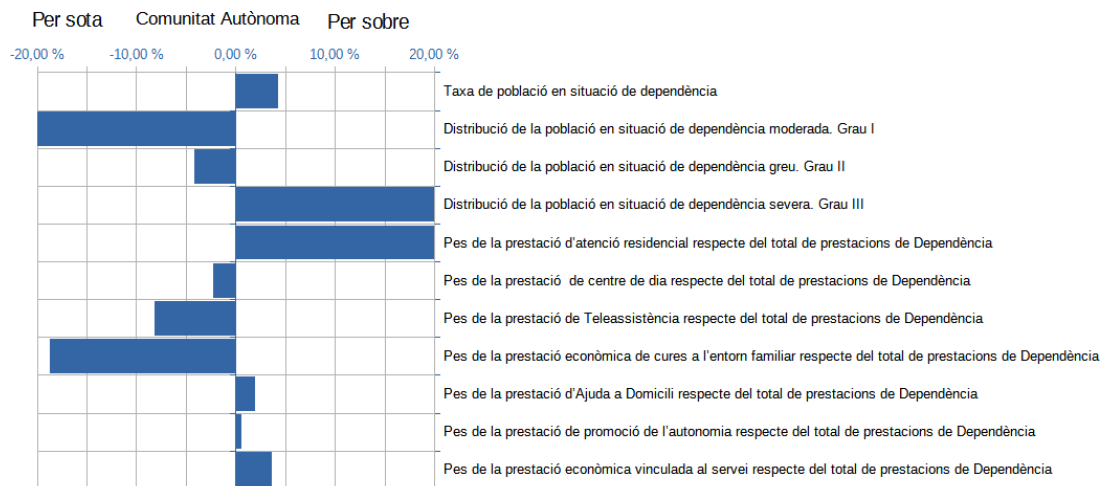 Per sota Comunitat Autònoma Per sobre
-20,00 % -10,00 % 0,00 % 10,00 % 20,00 %
Taxa de població en situació de dependència
Distribució de la població en situació de dependència moderada. Grau I
Distribució de la població en situació de dependència greu. Grau II
Distribució de la població en situació de dependència severa. Grau III
Pes de la prestació d’atenció residencial respecte del total de prestacions de Dependència
Pes de la prestació  de centre de dia respecte del total de prestacions de Dependència
Pes de la prestació de Teleassistència respecte del total de prestacions de Dependència
Pes de la prestació econòmica de cures a l’entorn familiar respecte del total de prestacions de Dependència
Pes de la prestació d’Ajuda a Domicili respecte del total de prestacions de Dependència
Pes de la prestació de promoció de l’autonomia respecte del total de prestacions de Dependència
Pes de la prestació econòmica vinculada al servei respecte del total de prestacions de Dependència